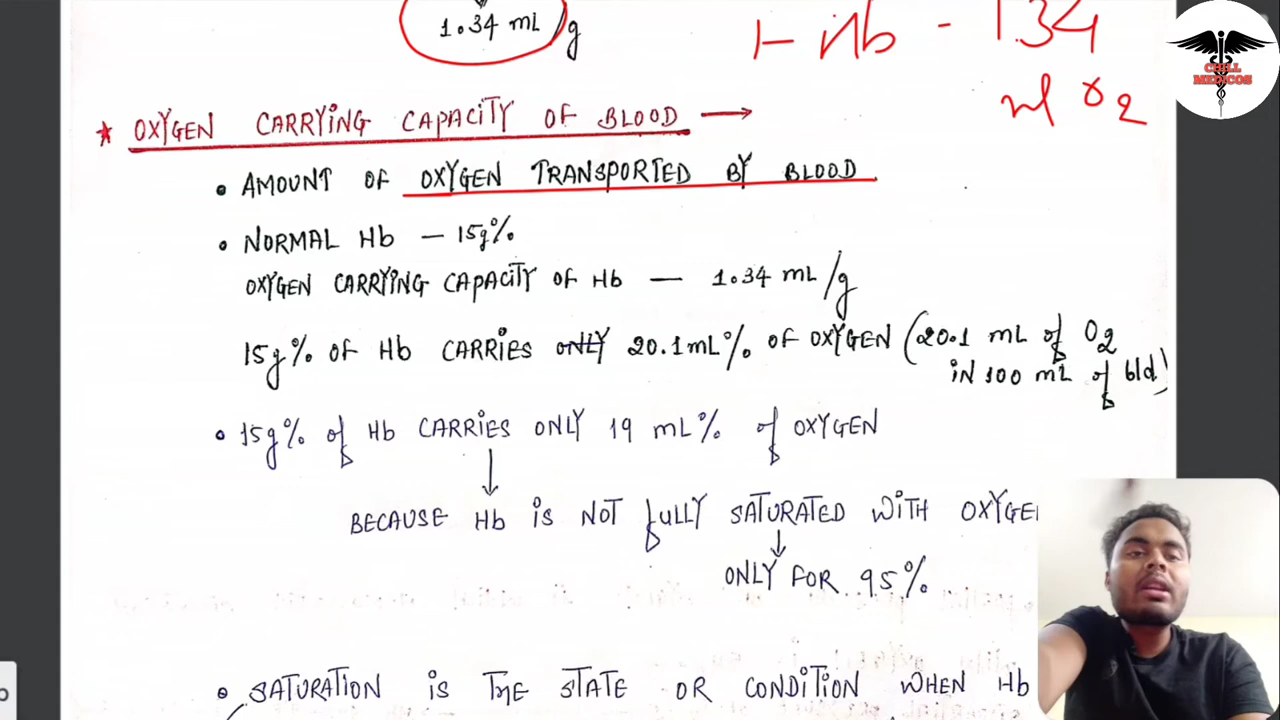 1.34 mL/g
1 Hb - 1.34
ml O2
CHILL
MEDICOS
★ OXYGEN CARRYING CAPACITY OF BLOOD →
• AMOUNT OF OXYGEN TRANSPORTED BY BLOOD.
• NORMAL Hb — 15g%
OXYGEN CARRYING CAPACITY OF Hb — 1.34 mL/g
15g% OF Hb CARRIES ONLY 20.1mL% OF OXYGEN (20.1 mL of O2
iN 100 mL of bld)
• 15g% of Hb CARRiES ONLY 19 mL% of OXYGEN
↓
BECAUSE Hb is NOT fULLY SATURATED WiTH OXYGE
↓
ONLY FOR 95%.
• SATURATiON is THE STATE OR CONDiTiON WHEN Hb